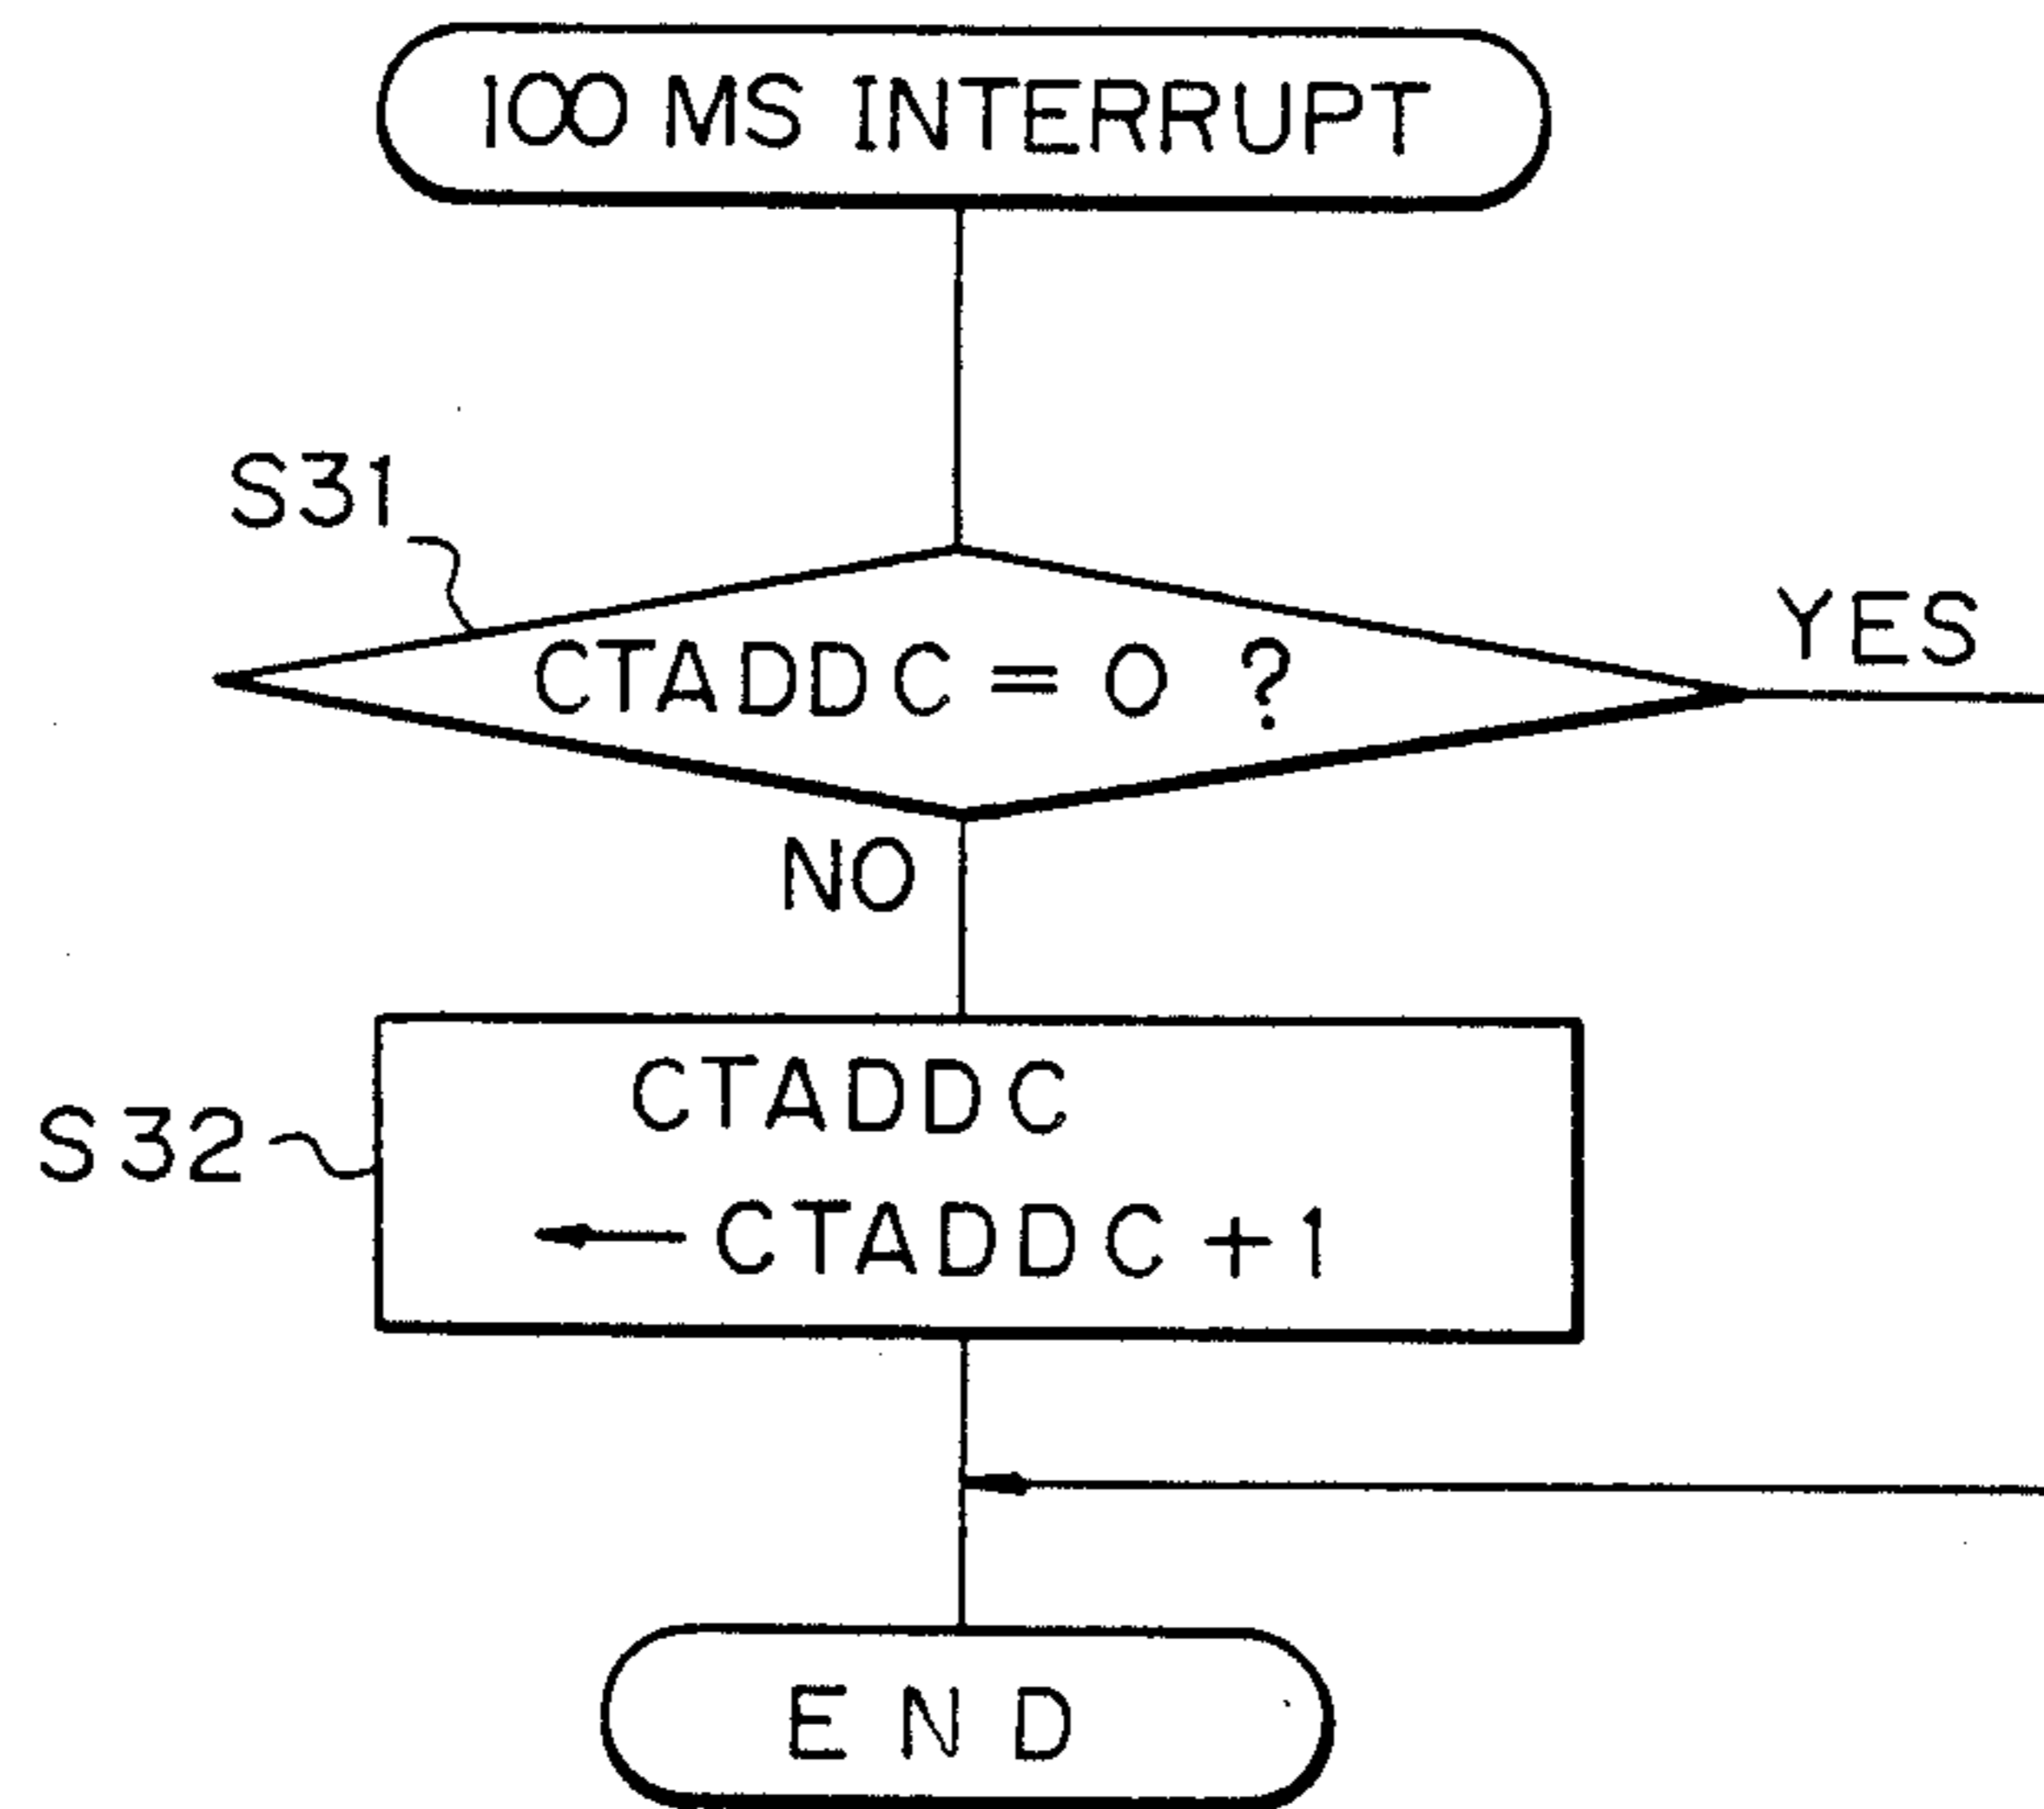 100 MS INTERRUPT
S31
CTADDC = 0 ?
YES
NO
S32
CTADDC
← CTADDC + 1
END